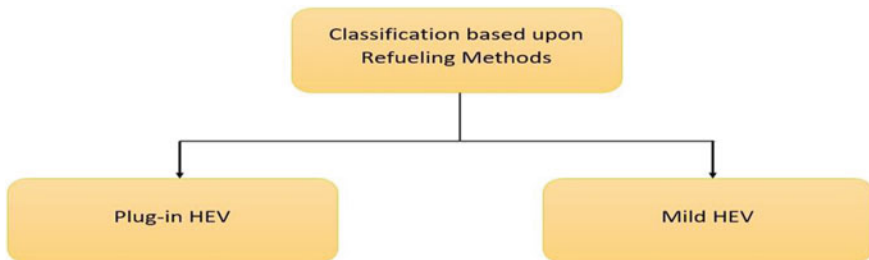 Classification based upon
Refueling Methods
Plug-in HEV
Mild HEV